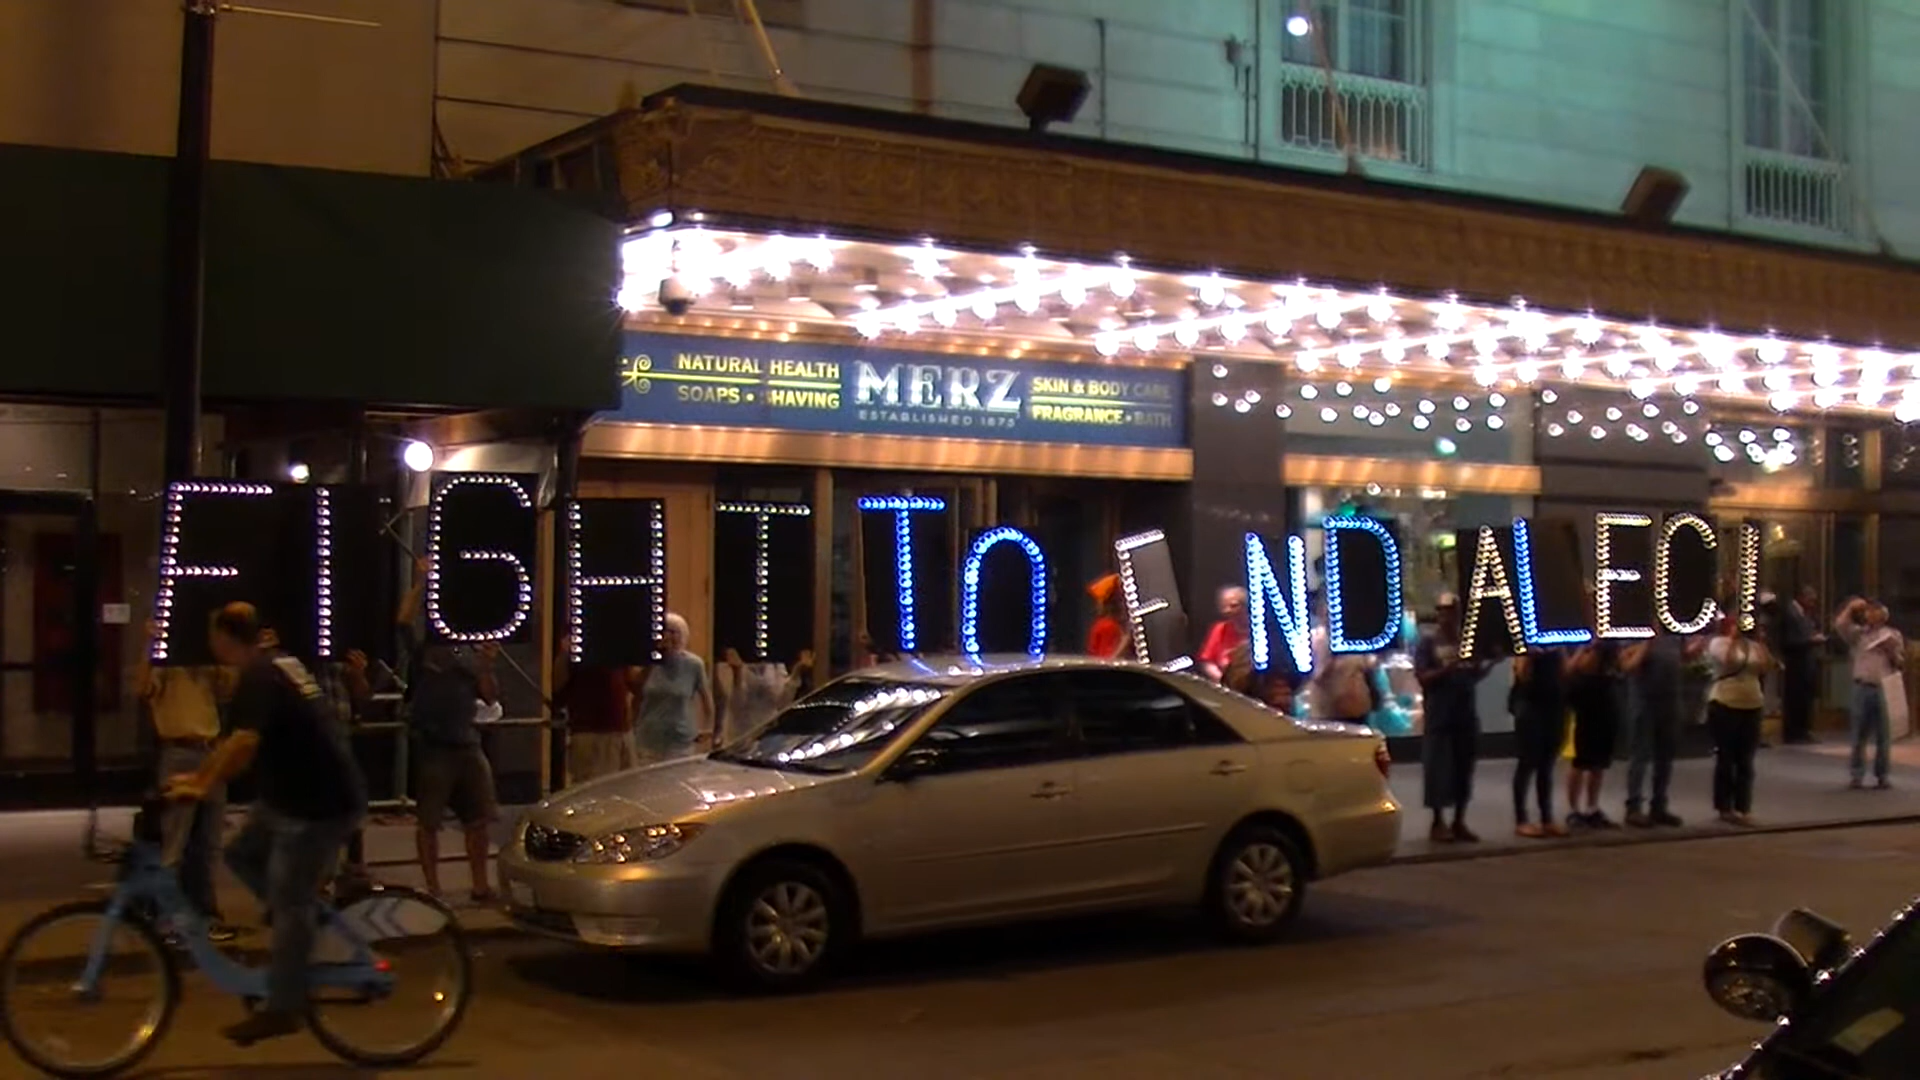 NATURAL HEALTH
SOAPS • SHAVING
MERZ
ESTABLISHED 1875
SKIN & BODY CARE
FRAGRANCE • BATH
FIGHT TO END ALEC!